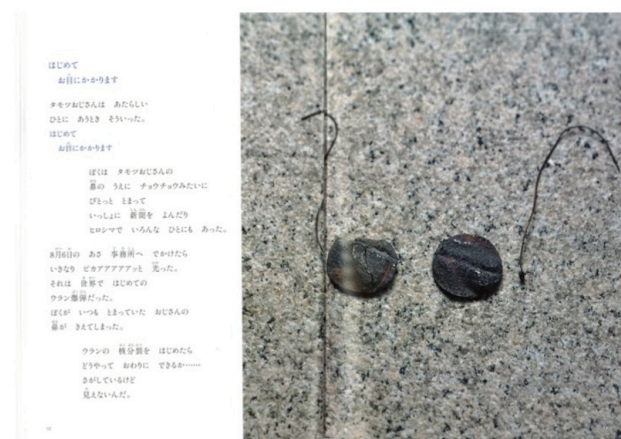 はじめて
お目にかかります
タモツおじさんは あたらしい
ひとに あうとき そういった。
はじめて
お目にかかります
ぼくは タモツおじさんの
鼻の うえに チョウチョウみたいに
ぴとっと とまって
いっしょに 新聞を よんだり
ヒロシマで いろんな ひとにも あった。
8月6日の あさ 事務所へ でかけたら
いきなり ピカアアアアアッと 光った。
それは 世界で はじめての
ウラン爆弾だった。
ぼくが いつも とまっていた おじさんの
鼻が きえてしまった。
ウランの 核分裂を はじめたら
どうやって おわりに できるか……
さがしているけど
見えないんだ。